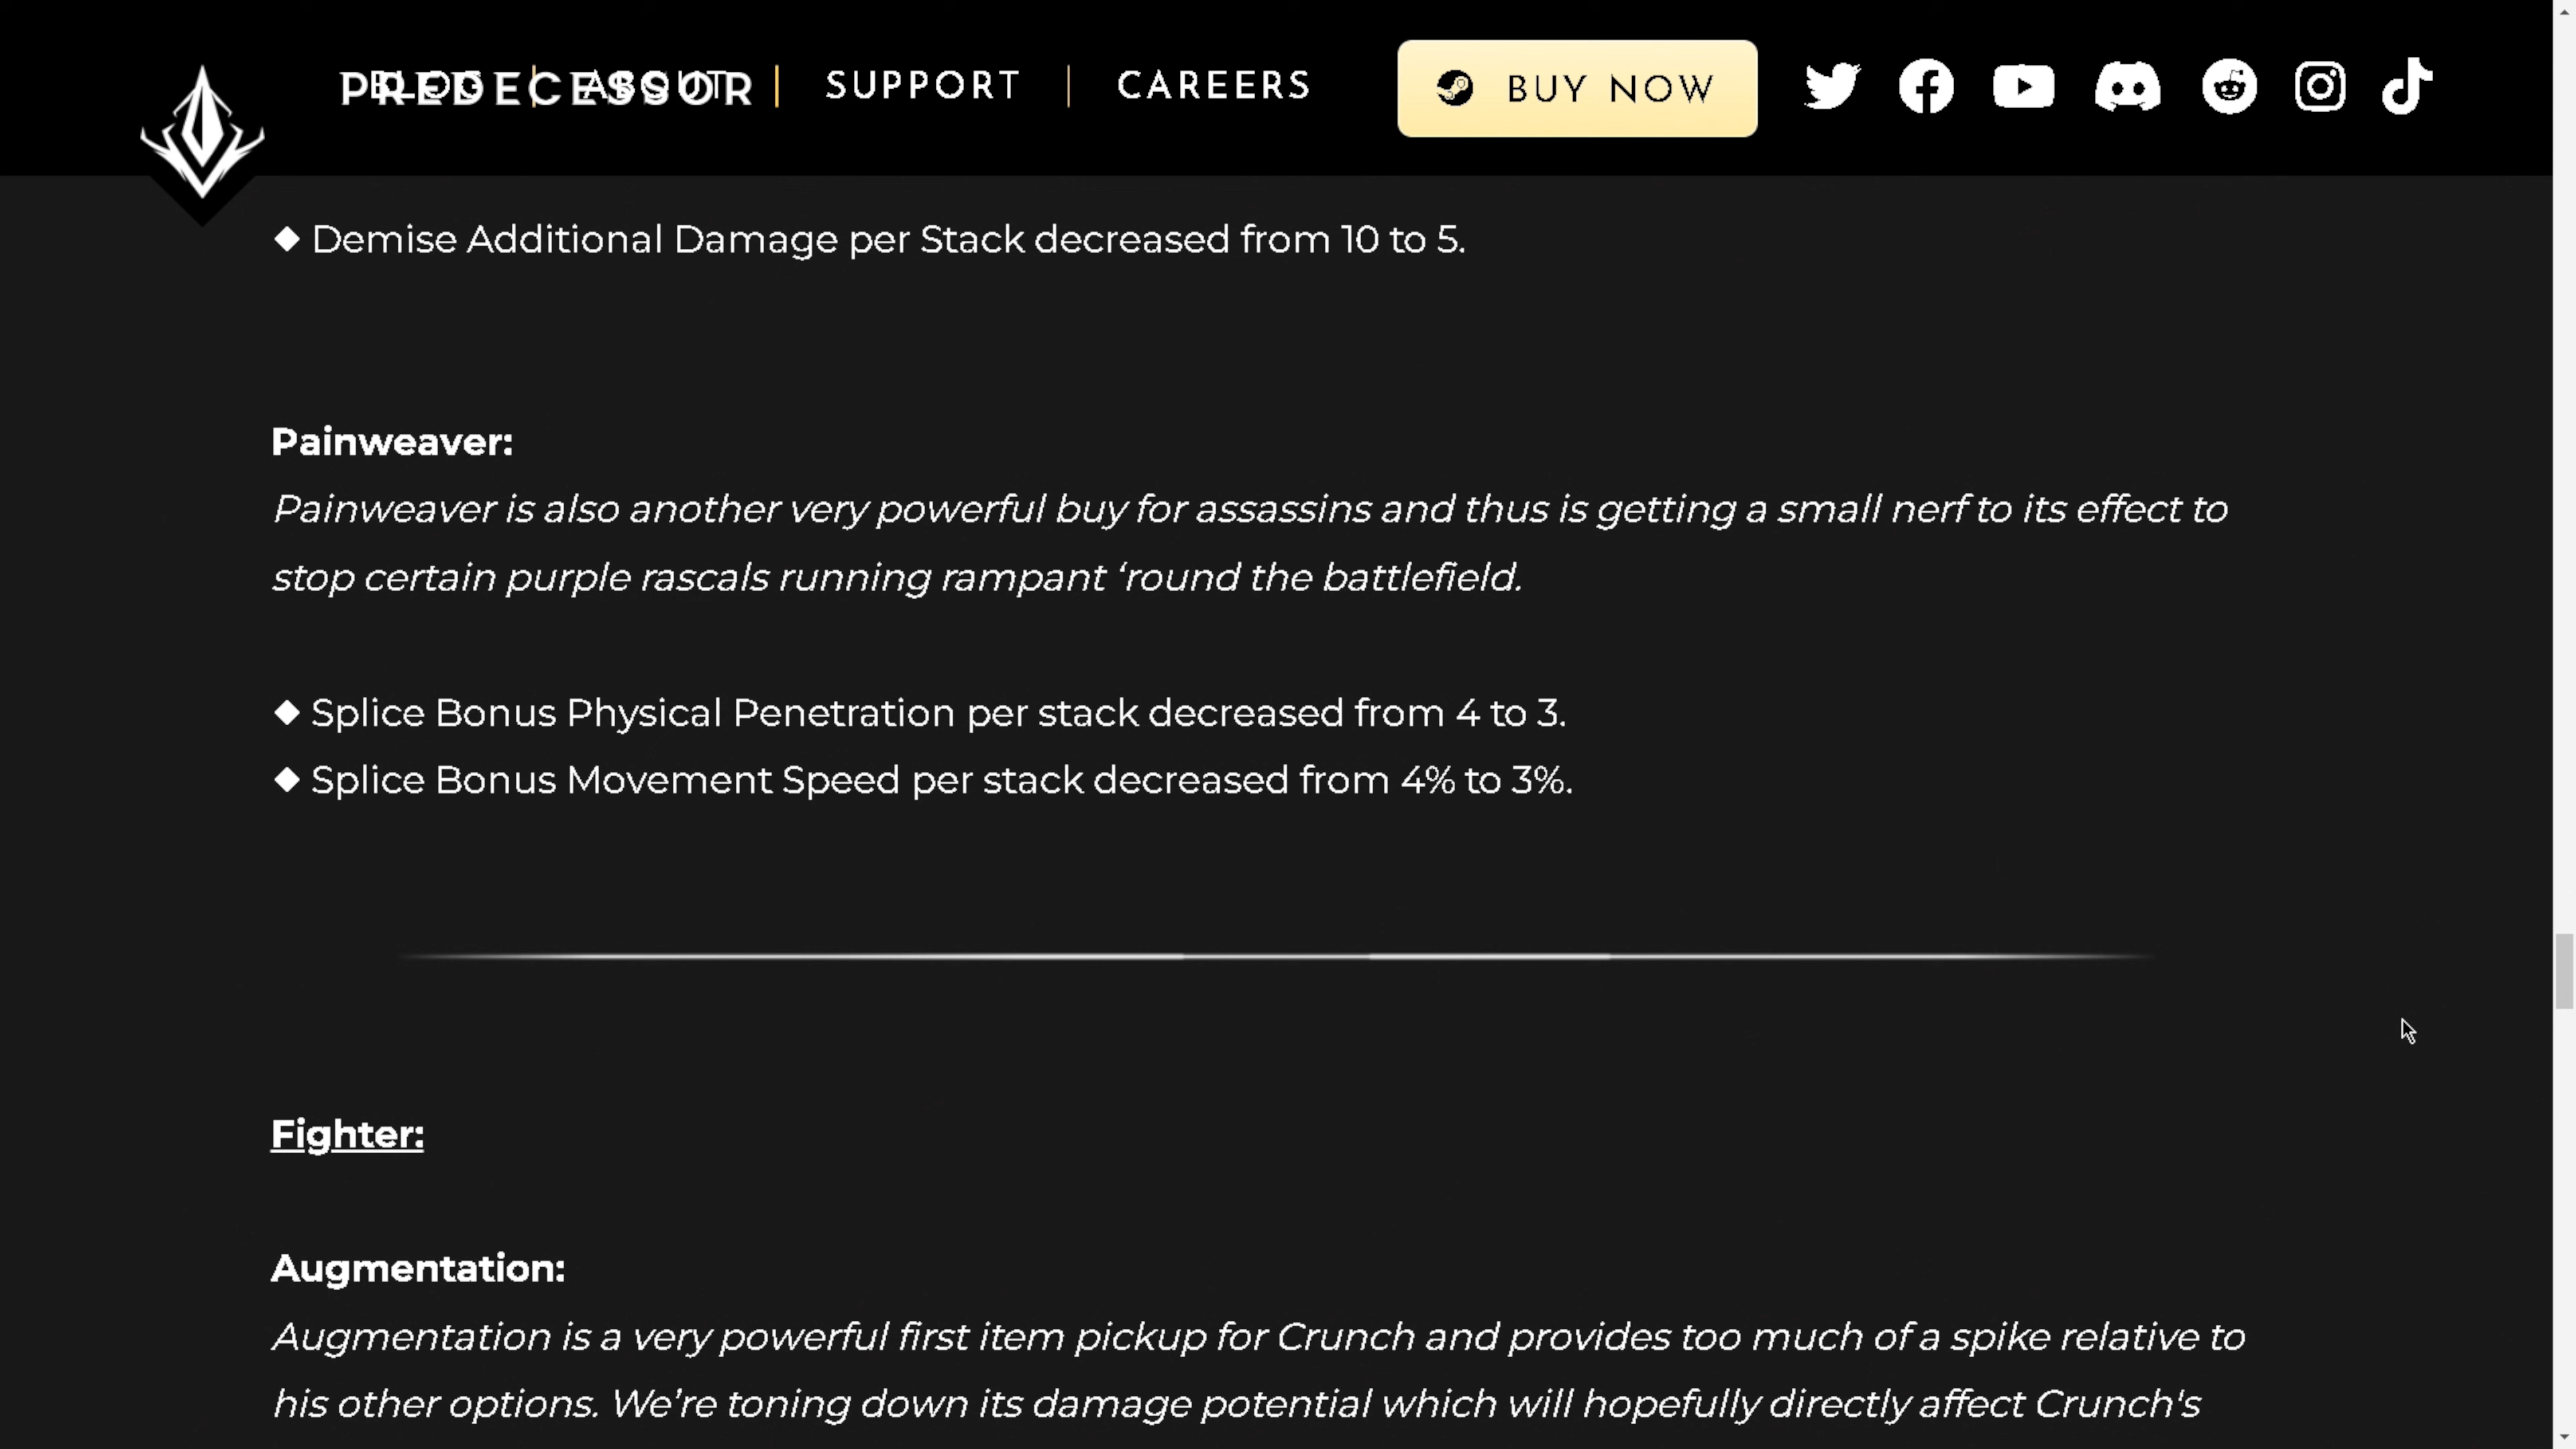 PREDECESSOR
BLOG | ABOUT | SUPPORT | CAREERS
BUY NOW
◆ Demise Additional Damage per Stack decreased from 10 to 5.
Painweaver:
Painweaver is also another very powerful buy for assassins and thus is getting a small nerf to its effect to
stop certain purple rascals running rampant ‘round the battlefield.
◆ Splice Bonus Physical Penetration per stack decreased from 4 to 3.
◆ Splice Bonus Movement Speed per stack decreased from 4% to 3%.
Fighter:
Augmentation:
Augmentation is a very powerful first item pickup for Crunch and provides too much of a spike relative to
his other options. We’re toning down its damage potential which will hopefully directly affect Crunch's